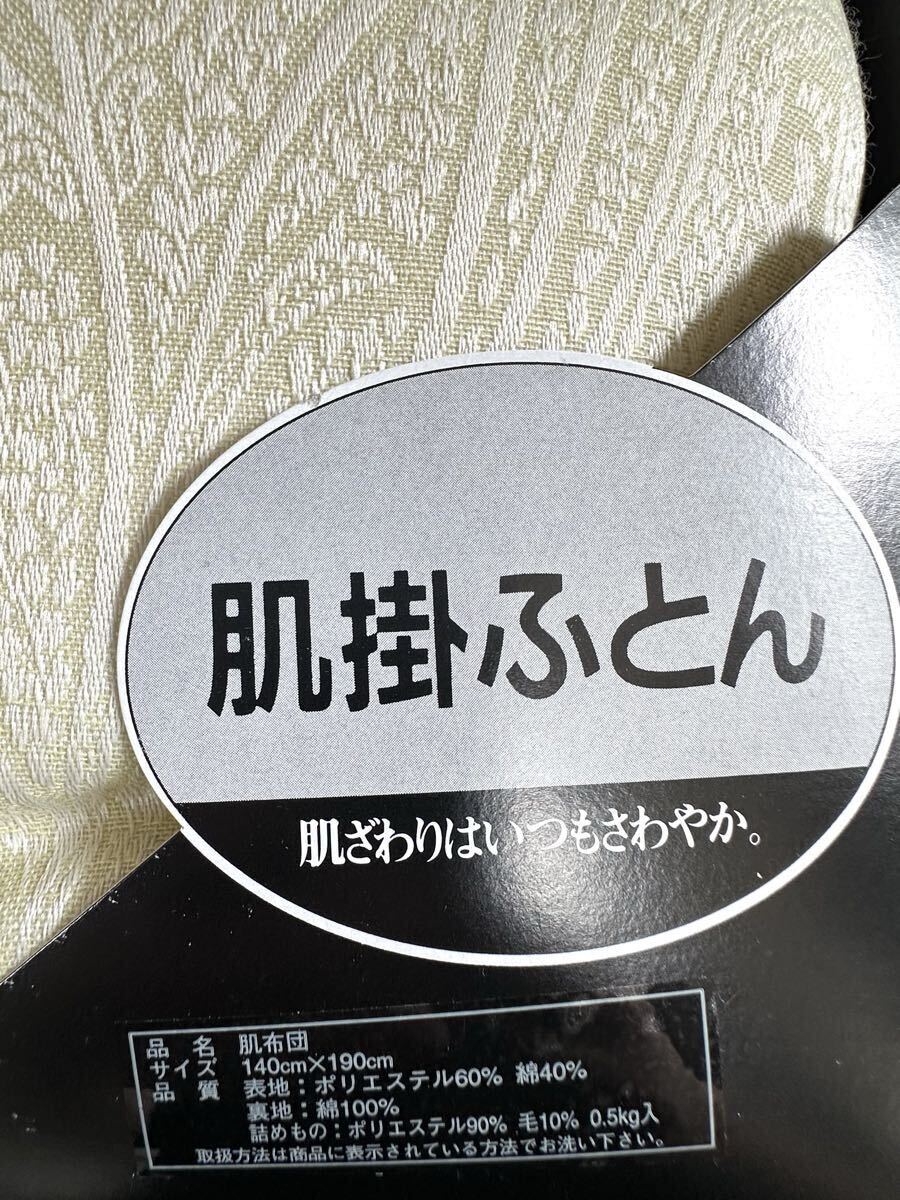 肌掛ふとん
肌ざわりはいつもさわやか。
品名 肌布団
サイズ 140cm×190cm
品質 表地：ポリエステル60% 綿40%
裏地：綿100%
詰めもの：ポリエステル90% 毛10% 0.5kg入
取扱方法は商品に表示されている方法でお洗い下さい。